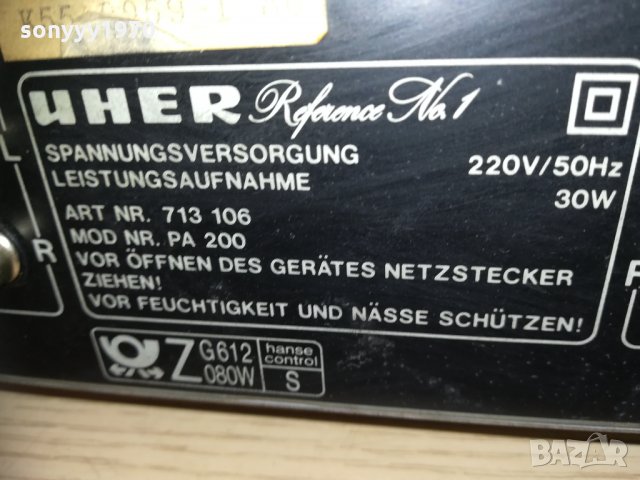 sonyyy1970
UHER Reference No. 1
L
SPANNUNGSVERSORGUNG 220V/50Hz
LEISTUNGSAUFNAHME 30W
ART NR. 713 106
MOD NR. PA 200
R
VOR ÖFFNEN DES GERÄTES NETZSTECKER
ZIEHEN!
VOR FEUCHTIGKEIT UND NÄSSE SCHÜTZEN!
Z G612 hanse
080W control
S
BAZAR